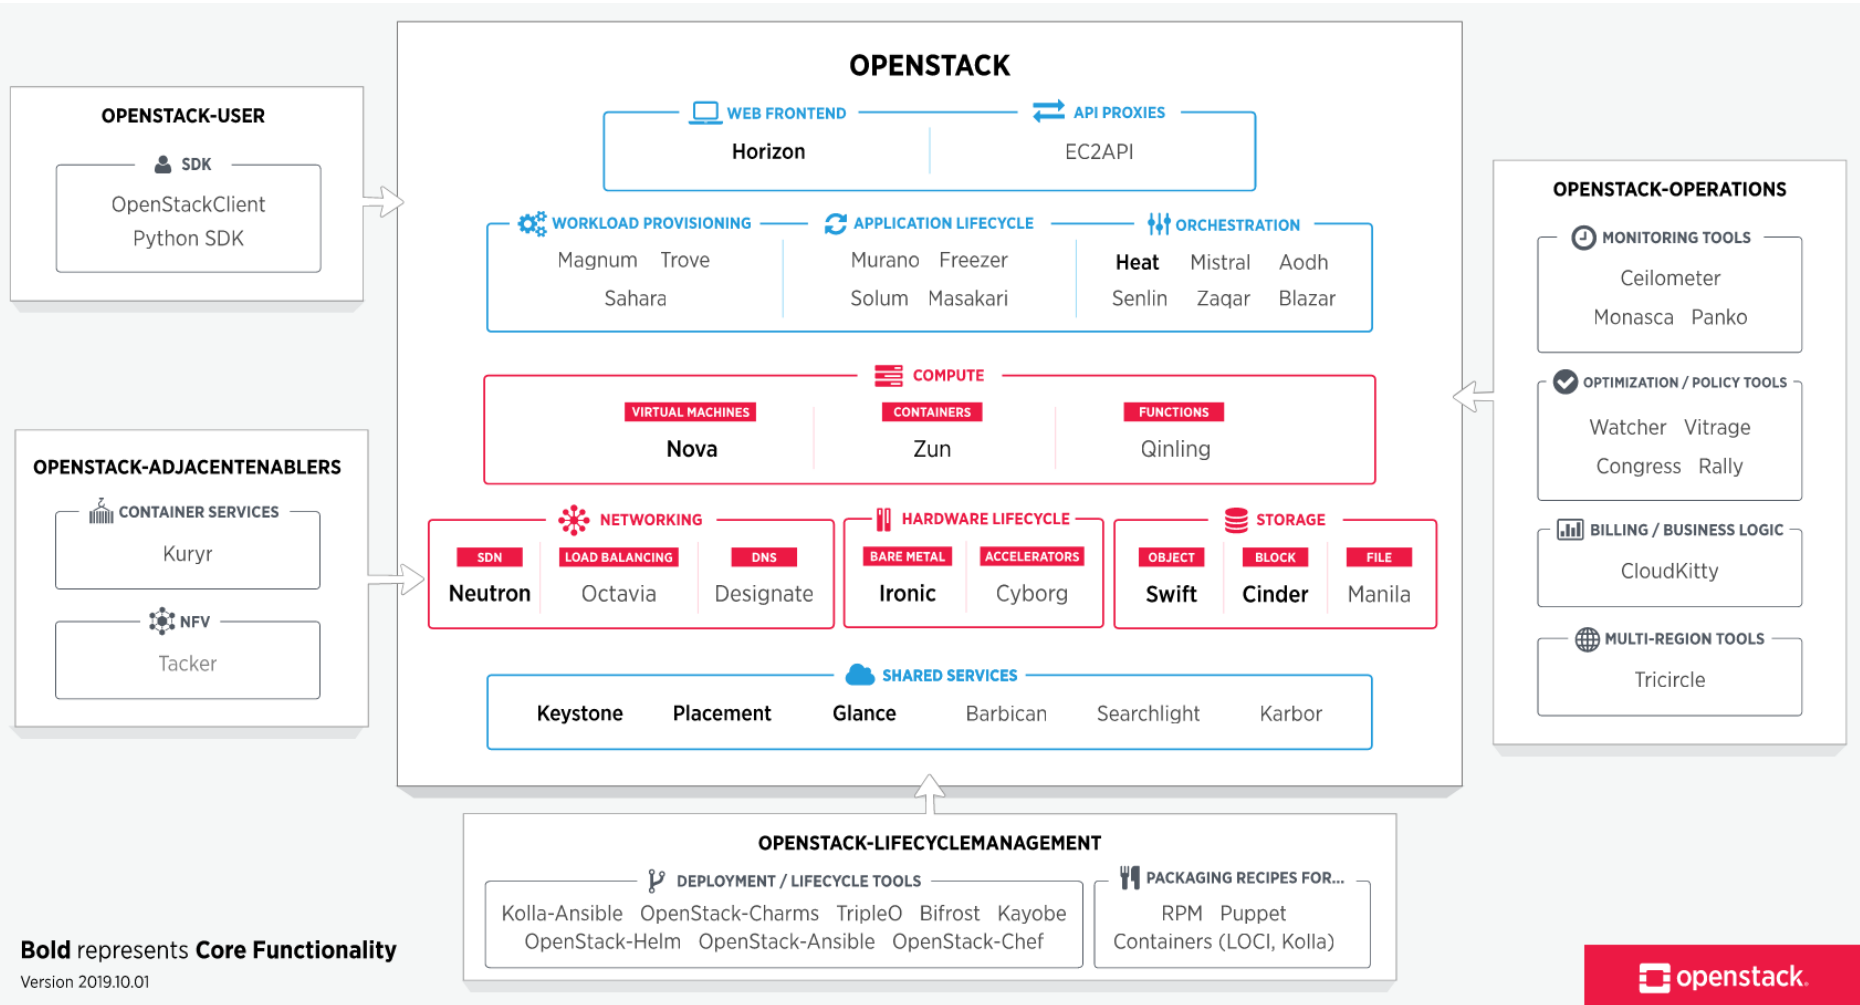 OPENSTACK
WEB FRONTEND
Horizon
API PROXIES
EC2API
WORKLOAD PROVISIONING
Magnum Trove
Sahara
APPLICATION LIFECYCLE
Murano Freezer
Solum Masakari
ORCHESTRATION
Heat Mistral Aodh
Senlin Zaqar Blazar
COMPUTE
VIRTUAL MACHINES
Nova
CONTAINERS
Zun
FUNCTIONS
Qinling
NETWORKING
SDN
Neutron
LOAD BALANCING
Octavia
DNS
Designate
HARDWARE LIFECYCLE
BARE METAL
Ironic
ACCELERATORS
Cyborg
STORAGE
OBJECT
Swift
BLOCK
Cinder
FILE
Manila
SHARED SERVICES
Keystone Placement Glance Barbican Searchlight Karbor
OPENSTACK-USER
SDK
OpenStackClient
Python SDK
OPENSTACK-ADJACENTENABLERS
CONTAINER SERVICES
Kuryr
NFV
Tacker
OPENSTACK-OPERATIONS
MONITORING TOOLS
Ceilometer
Monasca Panko
OPTIMIZATION / POLICY TOOLS
Watcher Vitrage
Congress Rally
BILLING / BUSINESS LOGIC
CloudKitty
MULTI-REGION TOOLS
Tricircle
OPENSTACK-LIFECYCLEMANAGEMENT
DEPLOYMENT / LIFECYCLE TOOLS
Kolla-Ansible OpenStack-Charms TripleO Bifrost Kayobe
OpenStack-Helm OpenStack-Ansible OpenStack-Chef
PACKAGING RECIPES FOR...
RPM Puppet
Containers (LOCI, Kolla)
Bold represents Core Functionality
Version 2019.10.01
openstack.